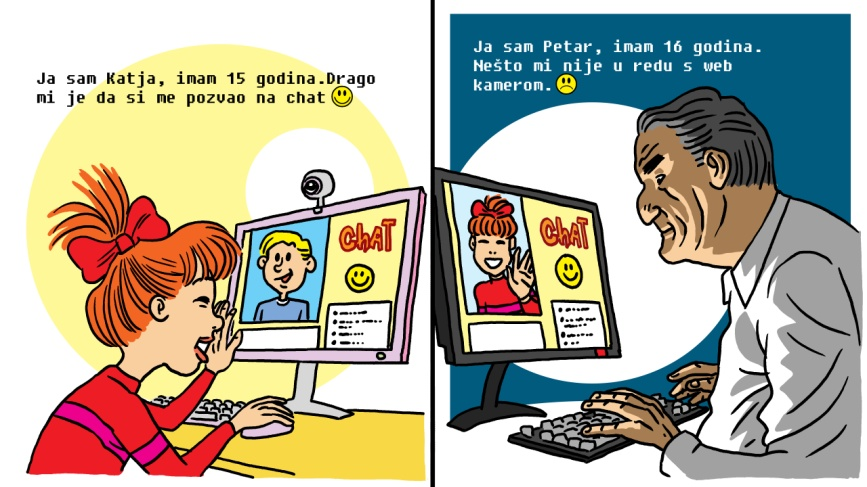 Ja sam Katja, imam 15 godina.Drago
mi je da si me pozvao na chat
CHAT
Ja sam Petar, imam 16 godina.
Nešto mi nije u redu s web
kamerom.
CHAT